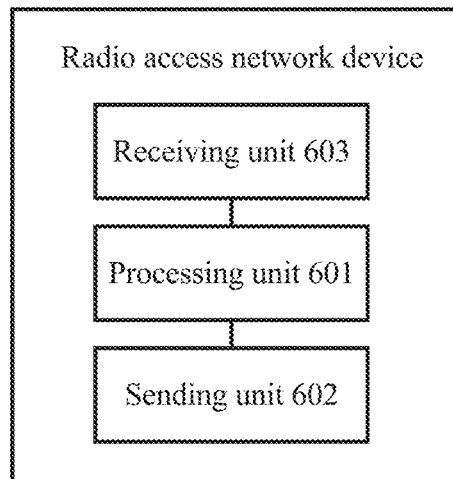 Radio access network device
Receiving unit 603
Processing unit 601
Sending unit 602